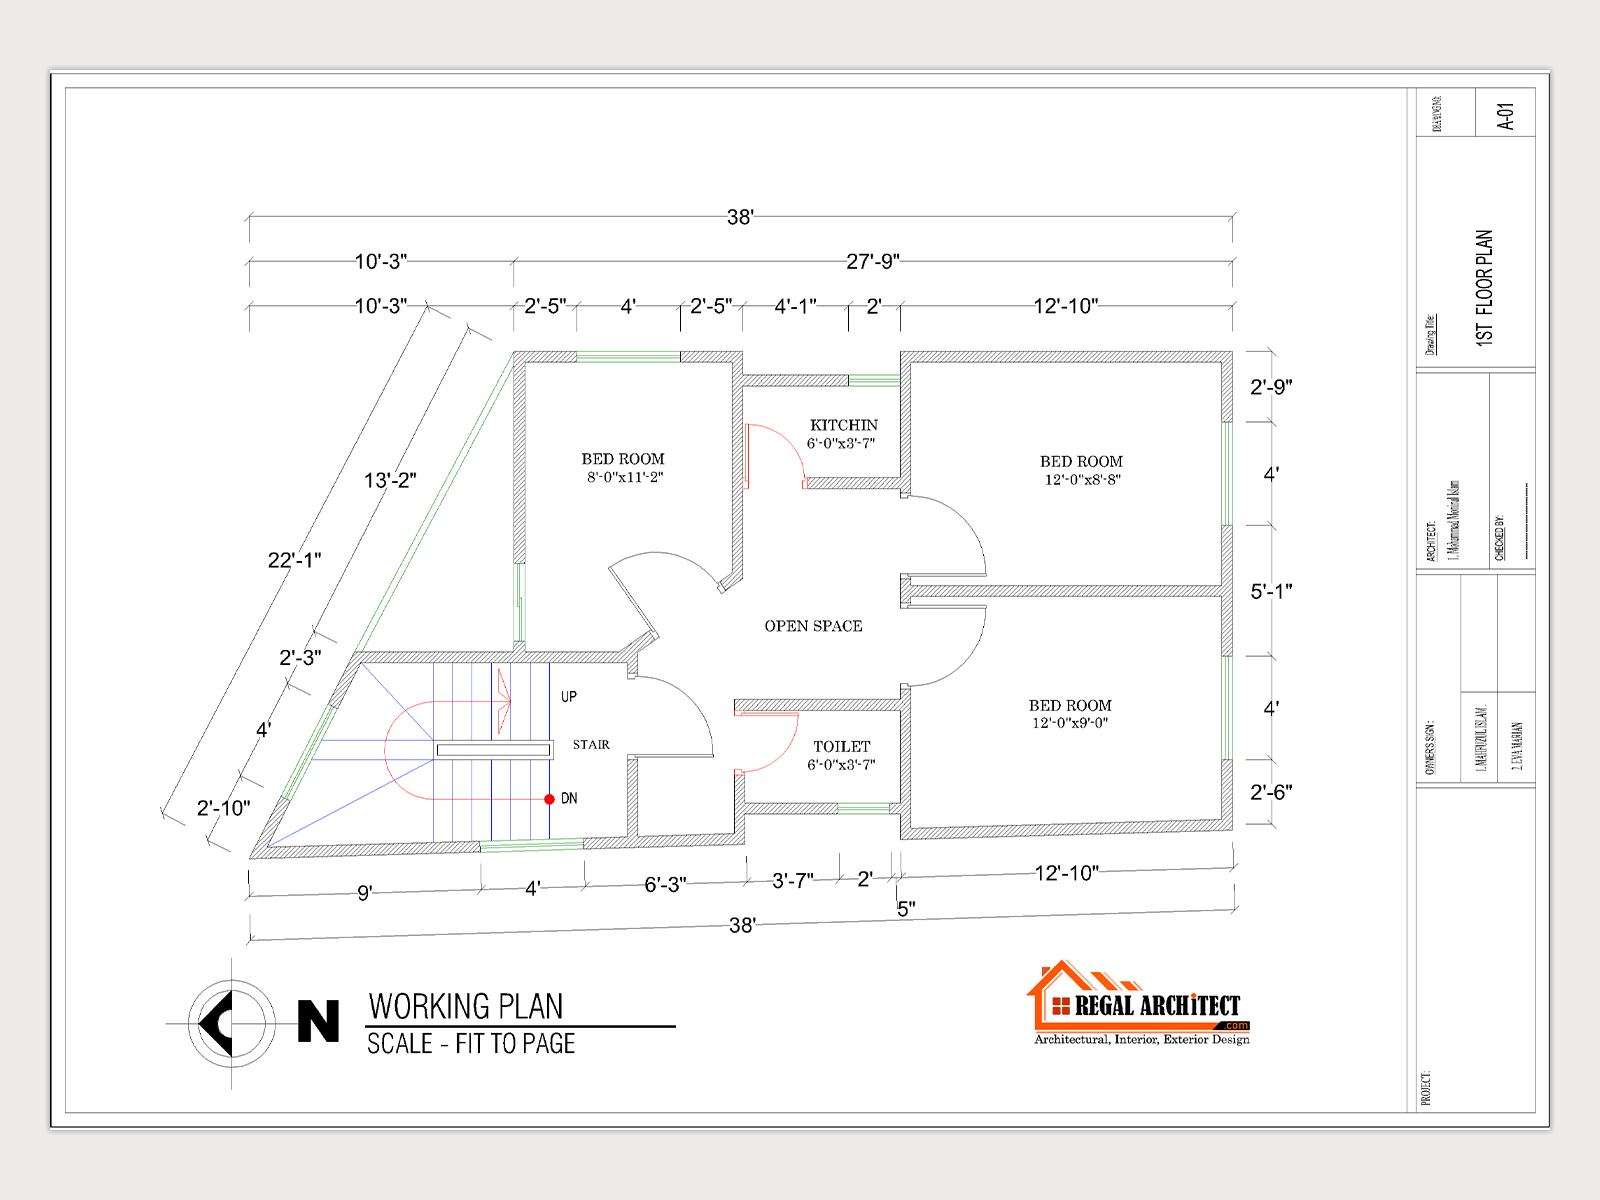 38'
10'-3"
27'-9"
10'-3"
2'-5"
4'
2'-5"
4'-1"
2'
12'-10"
2'-9"
4'
5'-1"
4'
2'-6"
13'-2"
22'-1"
2'-3"
4'
2'-10"
KITCHIN
6'-0"x3'-7"
BED ROOM
8'-0"x11'-2"
BED ROOM
12'-0"x8'-8"
OPEN SPACE
BED ROOM
12'-0"x9'-0"
UP
STAIR
DN
TOILET
6'-0"x3'-7"
9'
4'
6'-3"
3'-7"
2'
12'-10"
5"
38'
N
WORKING PLAN
SCALE - FIT TO PAGE
REGAL ARCHiTECT
.com
Architectural, Interior, Exterior Design
DRAWING NO.
A-01
Drawing Title:
1ST FLOOR PLAN
ARCHITECT:
1. Mohammad Monirul Islam
CHECKED BY:
OWNER'S SIGN :
1. MAHFUZUL ISLAM .
2. EVA MARIAN
PROJECT: